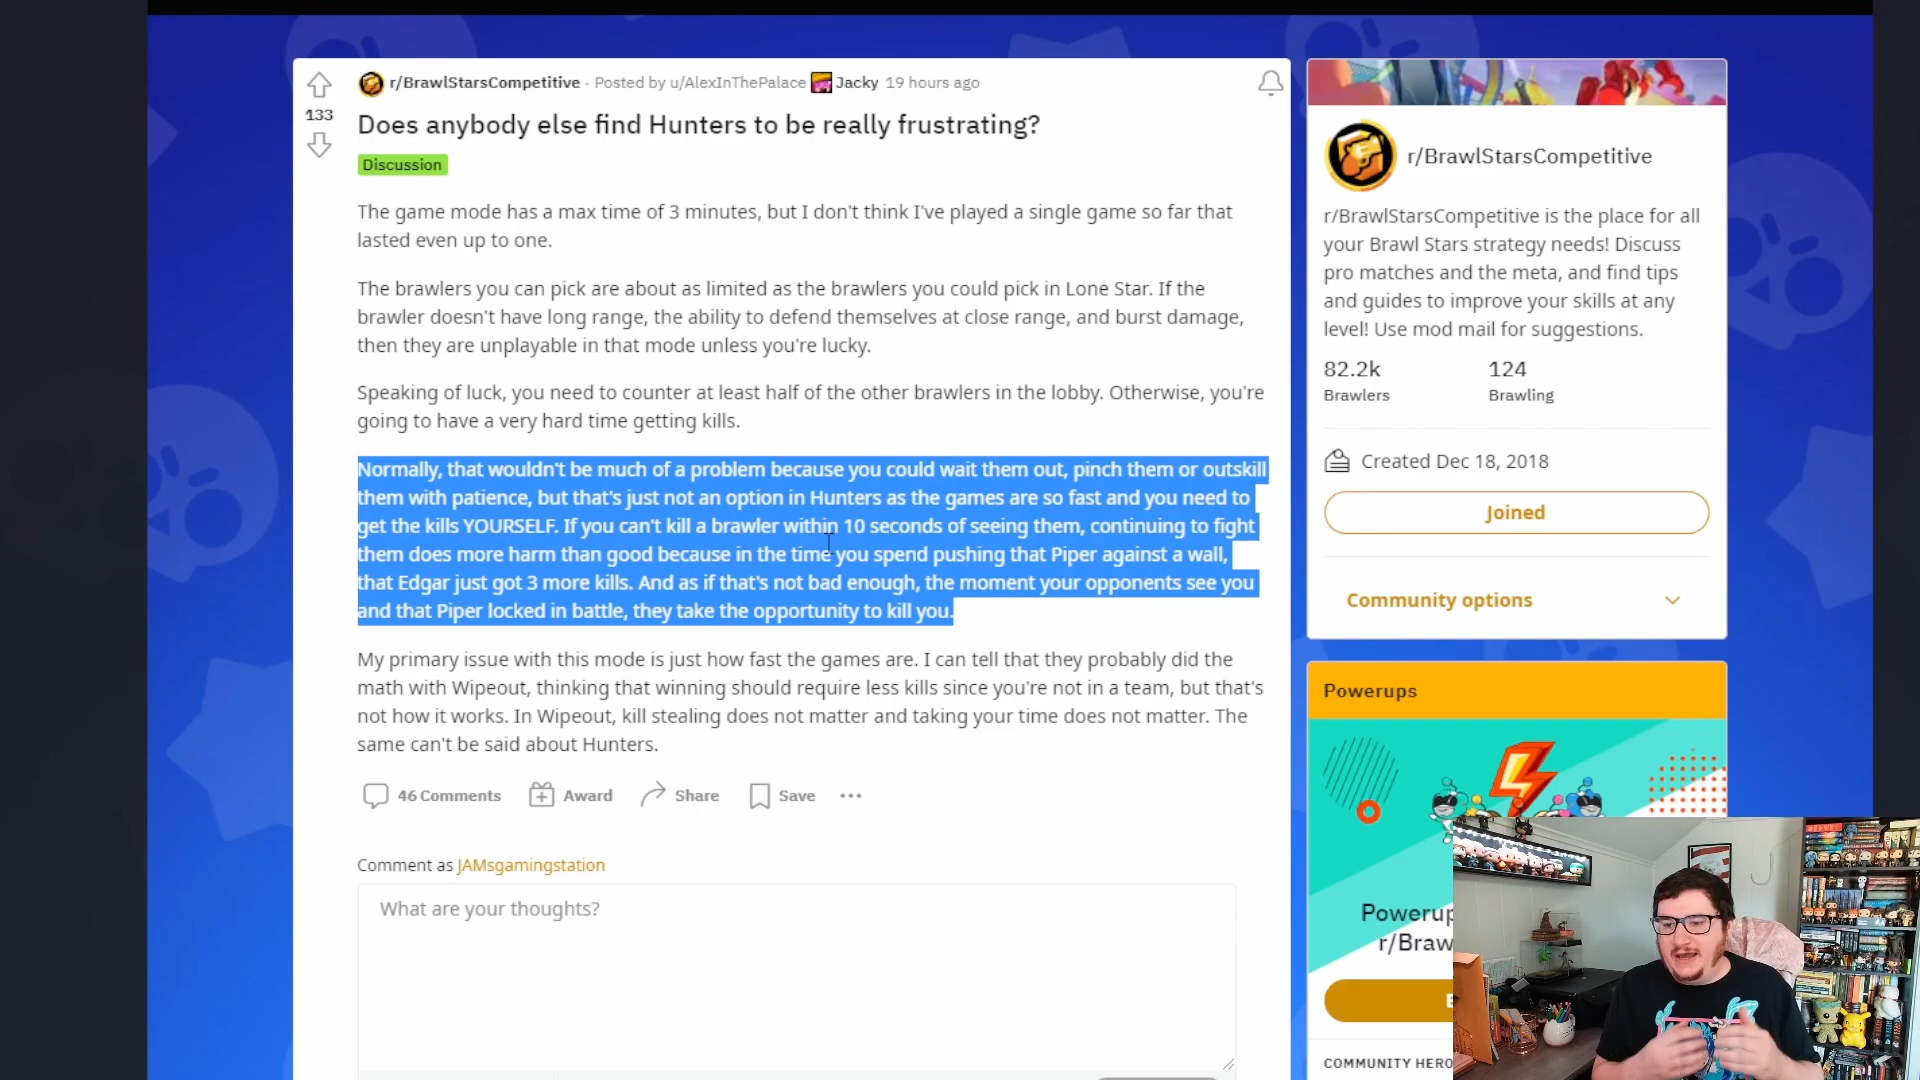 r/BrawlStarsCompetitive · Posted by u/AlexInThePalace Jacky 19 hours ago
133
Does anybody else find Hunters to be really frustrating?
Discussion
The game mode has a max time of 3 minutes, but I don't think I've played a single game so far that
lasted even up to one.
The brawlers you can pick are about as limited as the brawlers you could pick in Lone Star. If the
brawler doesn't have long range, the ability to defend themselves at close range, and burst damage,
then they are unplayable in that mode unless you're lucky.
Speaking of luck, you need to counter at least half of the other brawlers in the lobby. Otherwise, you're
going to have a very hard time getting kills.
Normally, that wouldn't be much of a problem because you could wait them out, pinch them or outskill
them with patience, but that's just not an option in Hunters as the games are so fast and you need to
get the kills YOURSELF. If you can't kill a brawler within 10 seconds of seeing them, continuing to fight
them does more harm than good because in the time you spend pushing that Piper against a wall,
that Edgar just got 3 more kills. And as if that's not bad enough, the moment your opponents see you
and that Piper locked in battle, they take the opportunity to kill you.
My primary issue with this mode is just how fast the games are. I can tell that they probably did the
math with Wipeout, thinking that winning should require less kills since you're not in a team, but that's
not how it works. In Wipeout, kill stealing does not matter and taking your time does not matter. The
same can't be said about Hunters.
46 Comments Award Share Save
Comment as JAMsgamingstation
What are your thoughts?
r/BrawlStarsCompetitive
r/BrawlStarsCompetitive is the place for all
your Brawl Stars strategy needs! Discuss
pro matches and the meta, and find tips
and guides to improve your skills at any
level! Use mod mail for suggestions.
82.2k 124
Brawlers Brawling
Created Dec 18, 2018
Joined
Community options
Powerups
Powerup
r/Braw
COMMUNITY HERO